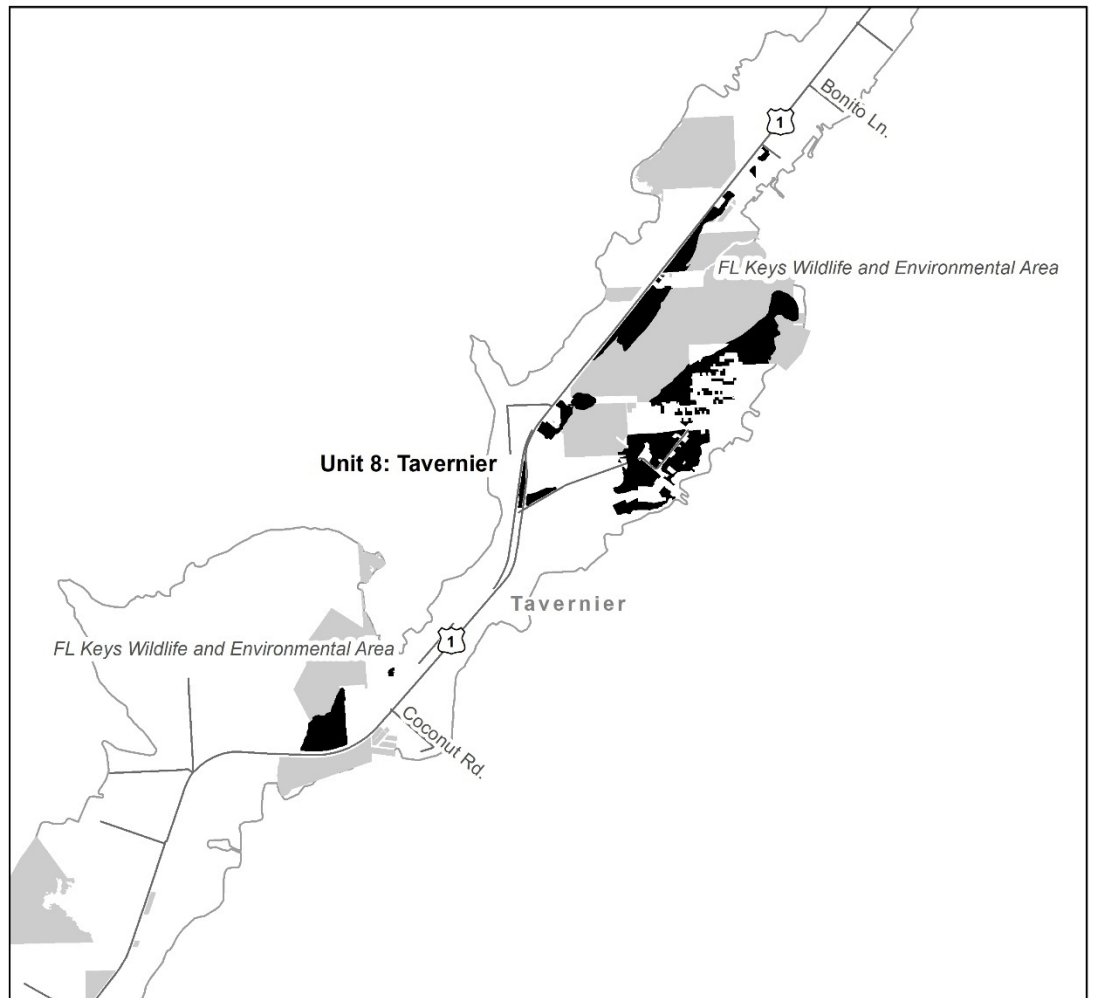 Bonito Ln.
1
FL Keys Wildlife and Environmental Area
Unit 8: Tavernier
Tavernier
1
FL Keys Wildlife and Environmental Area
Coconut Rd.